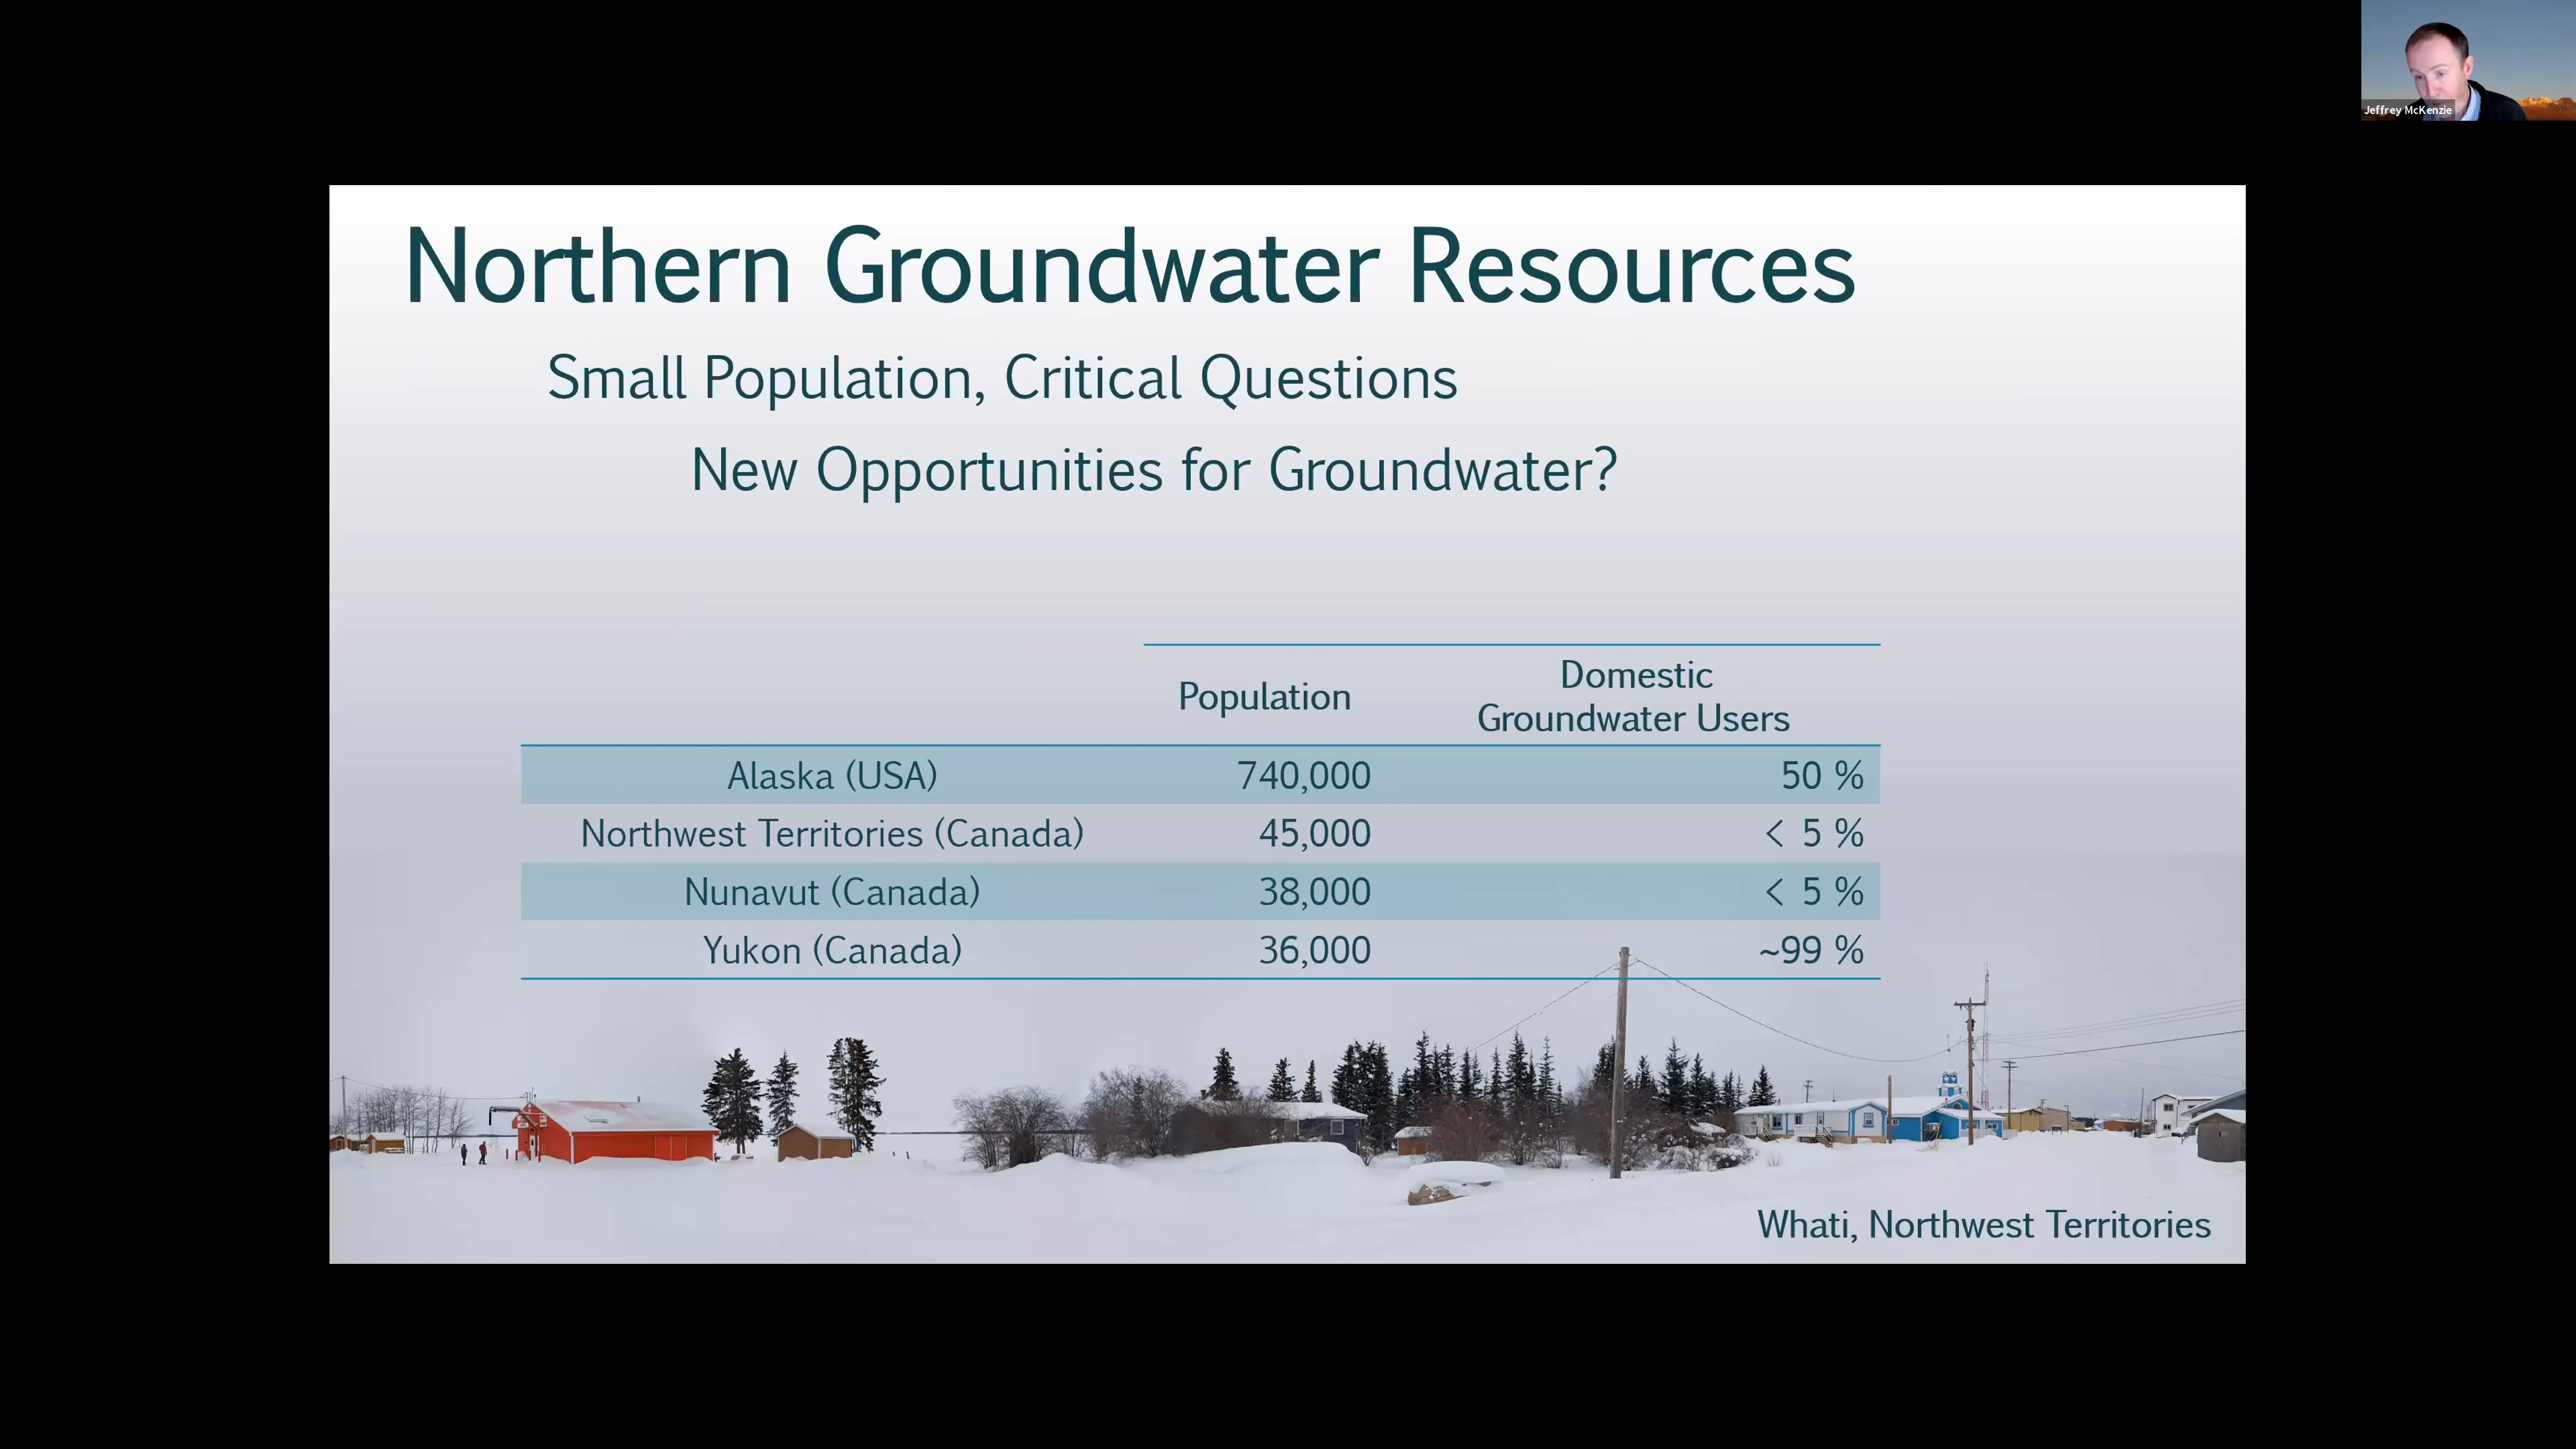 Jeffrey McKenzie
Northern Groundwater Resources
Small Population, Critical Questions
New Opportunities for Groundwater?
Population Domestic Groundwater Users
Alaska (USA) 740,000 50 %
Northwest Territories (Canada) 45,000 < 5 %
Nunavut (Canada) 38,000 < 5 %
Yukon (Canada) 36,000 ~99 %
Whati, Northwest Territories